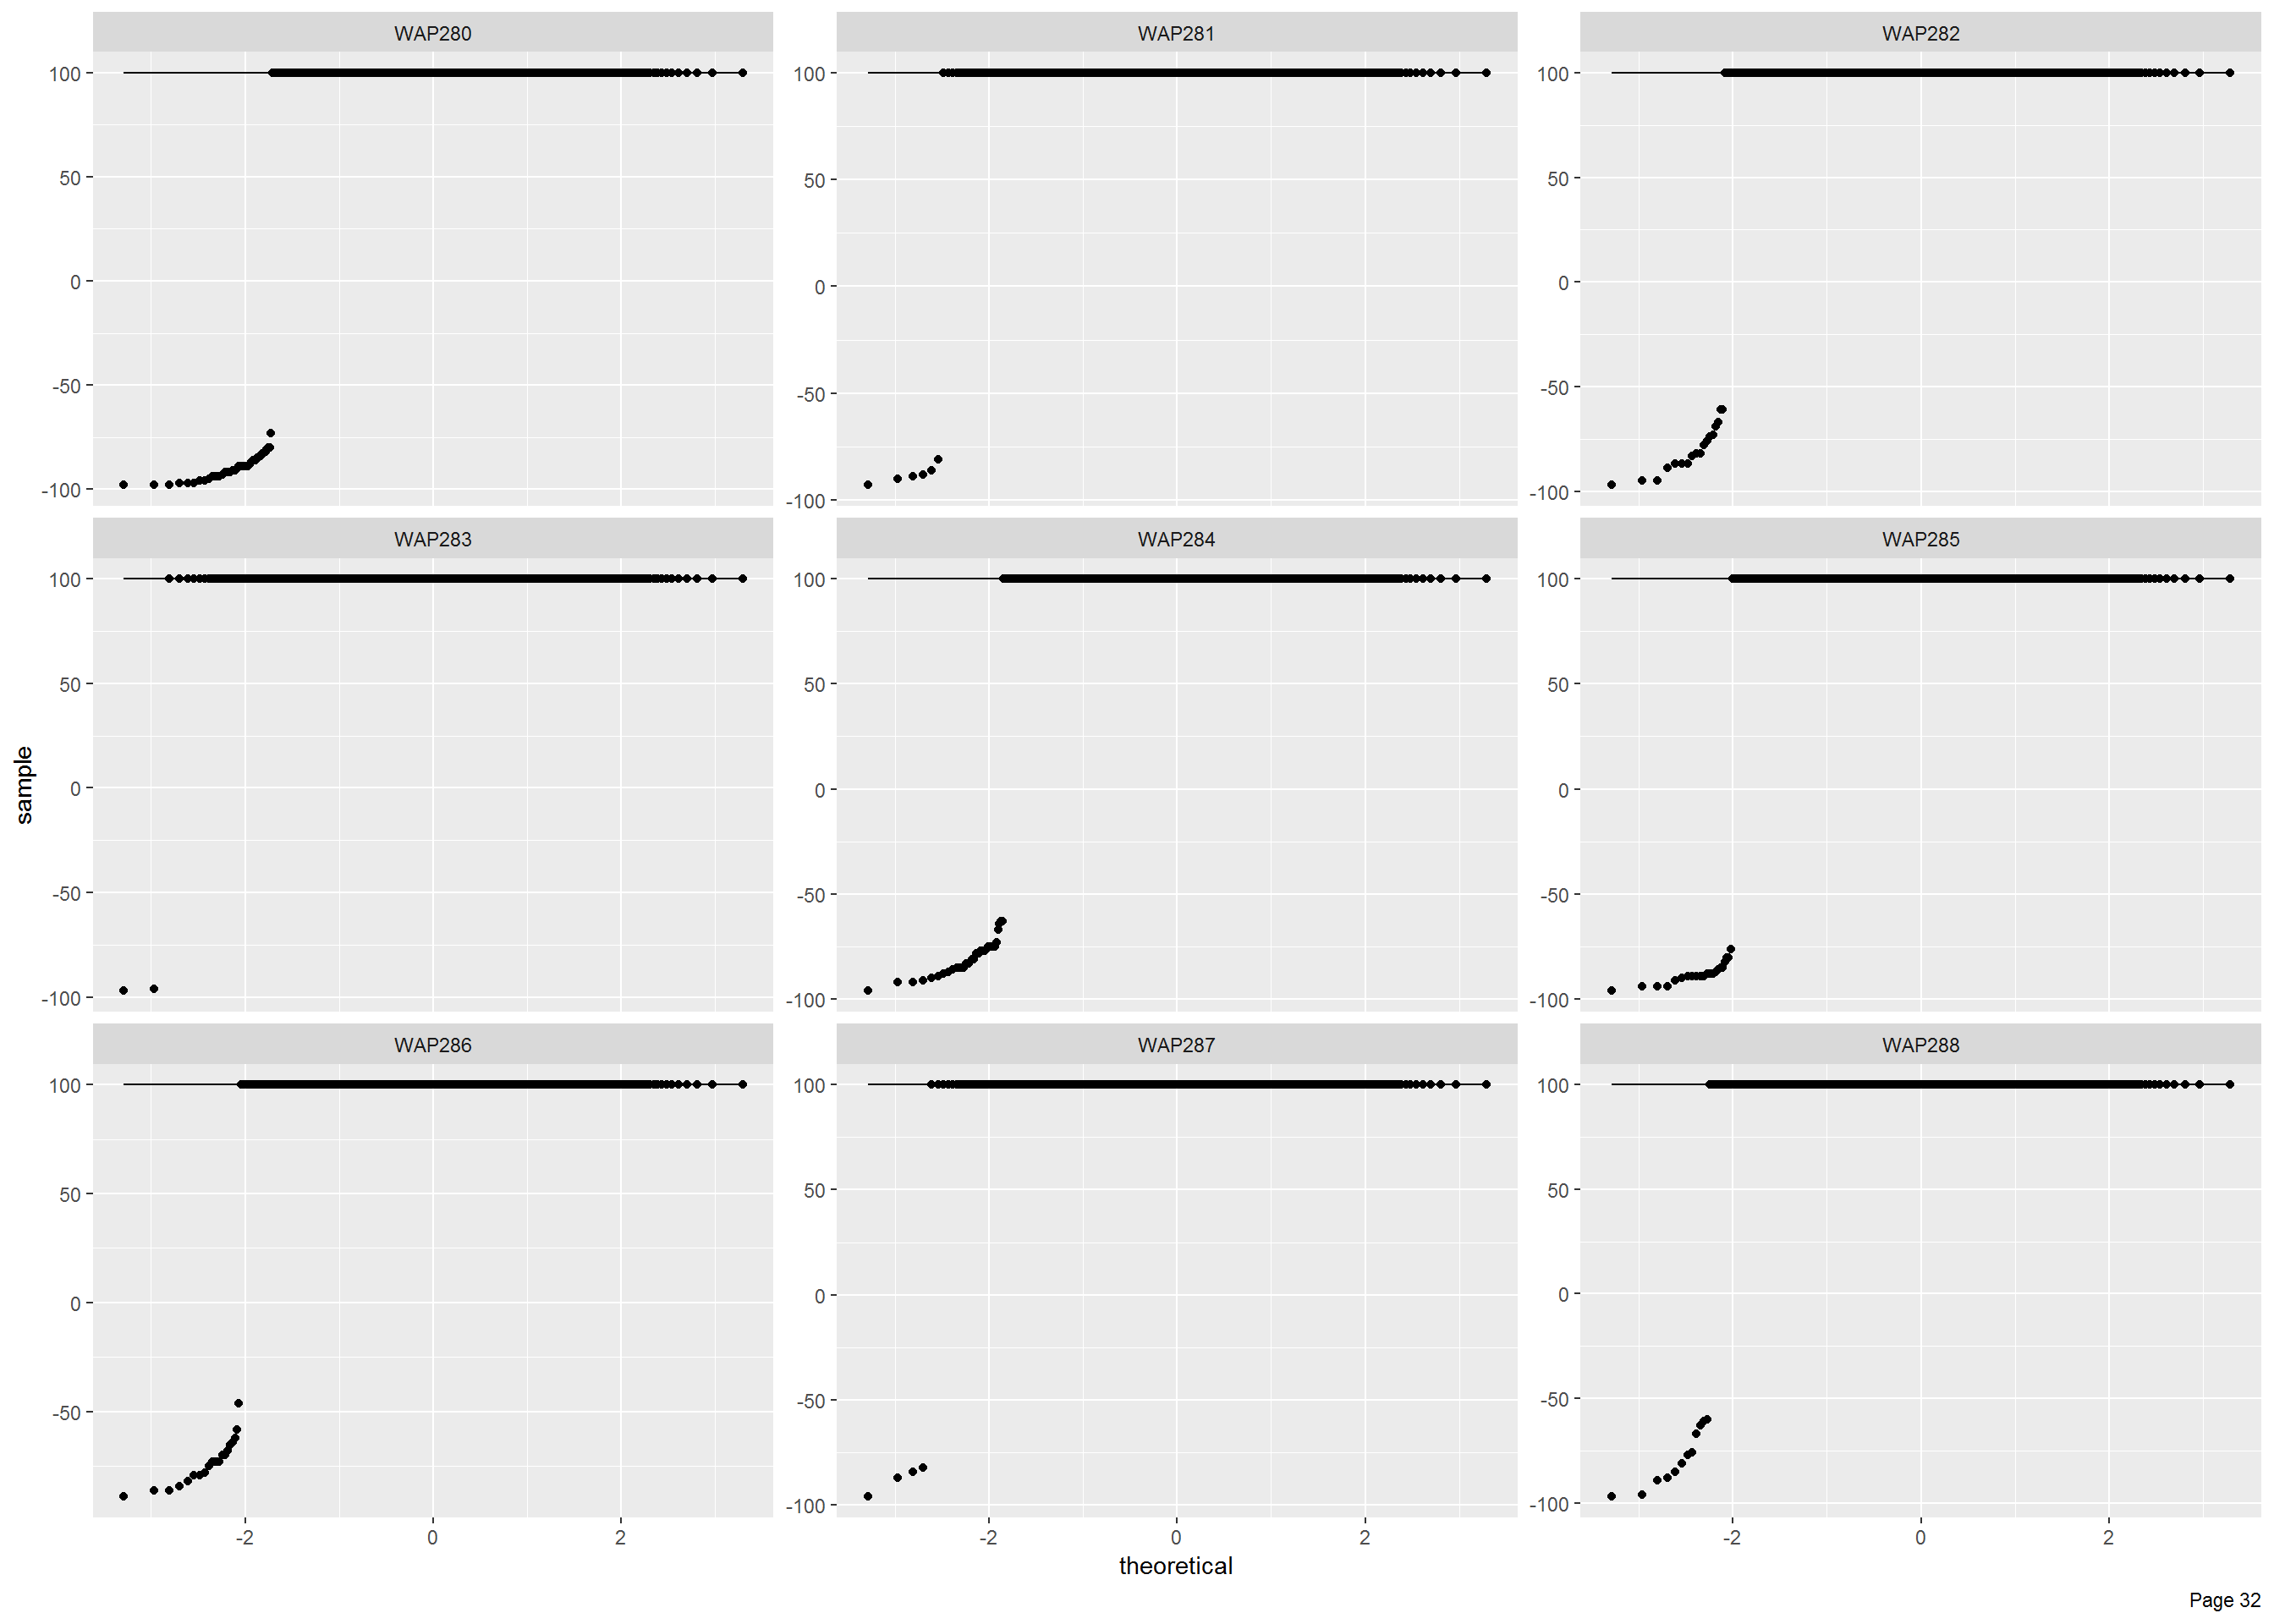 WAP280 WAP281 WAP282
100 100 100
50 50 50
0 0 0
-50 -50 -50
-100 -100 -100
WAP283 WAP284 WAP285
100 100 100
50 50 50
0 0 0
-50 -50 -50
-100 -100 -100
sample
WAP286 WAP287 WAP288
100 100 100
50 50 50
0 0 0
-50 -50 -50
-100 -100
-2 0 2 -2 0 2 -2 0 2
theoretical
Page 32